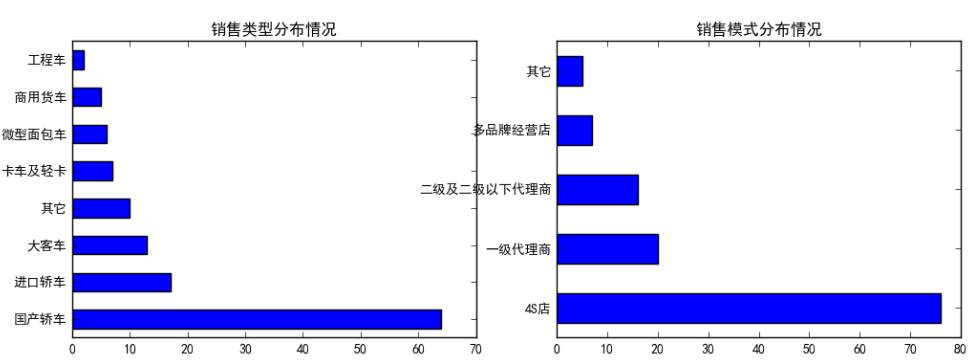 销售类型分布情况
工程车
商用货车
微型面包车
卡车及轻卡
其它
大客车
进口轿车
国产轿车
0 10 20 30 40 50 60 70
销售模式分布情况
其它
多品牌经营店
二级及二级以下代理商
一级代理商
4S店
0 10 20 30 40 50 60 70 80